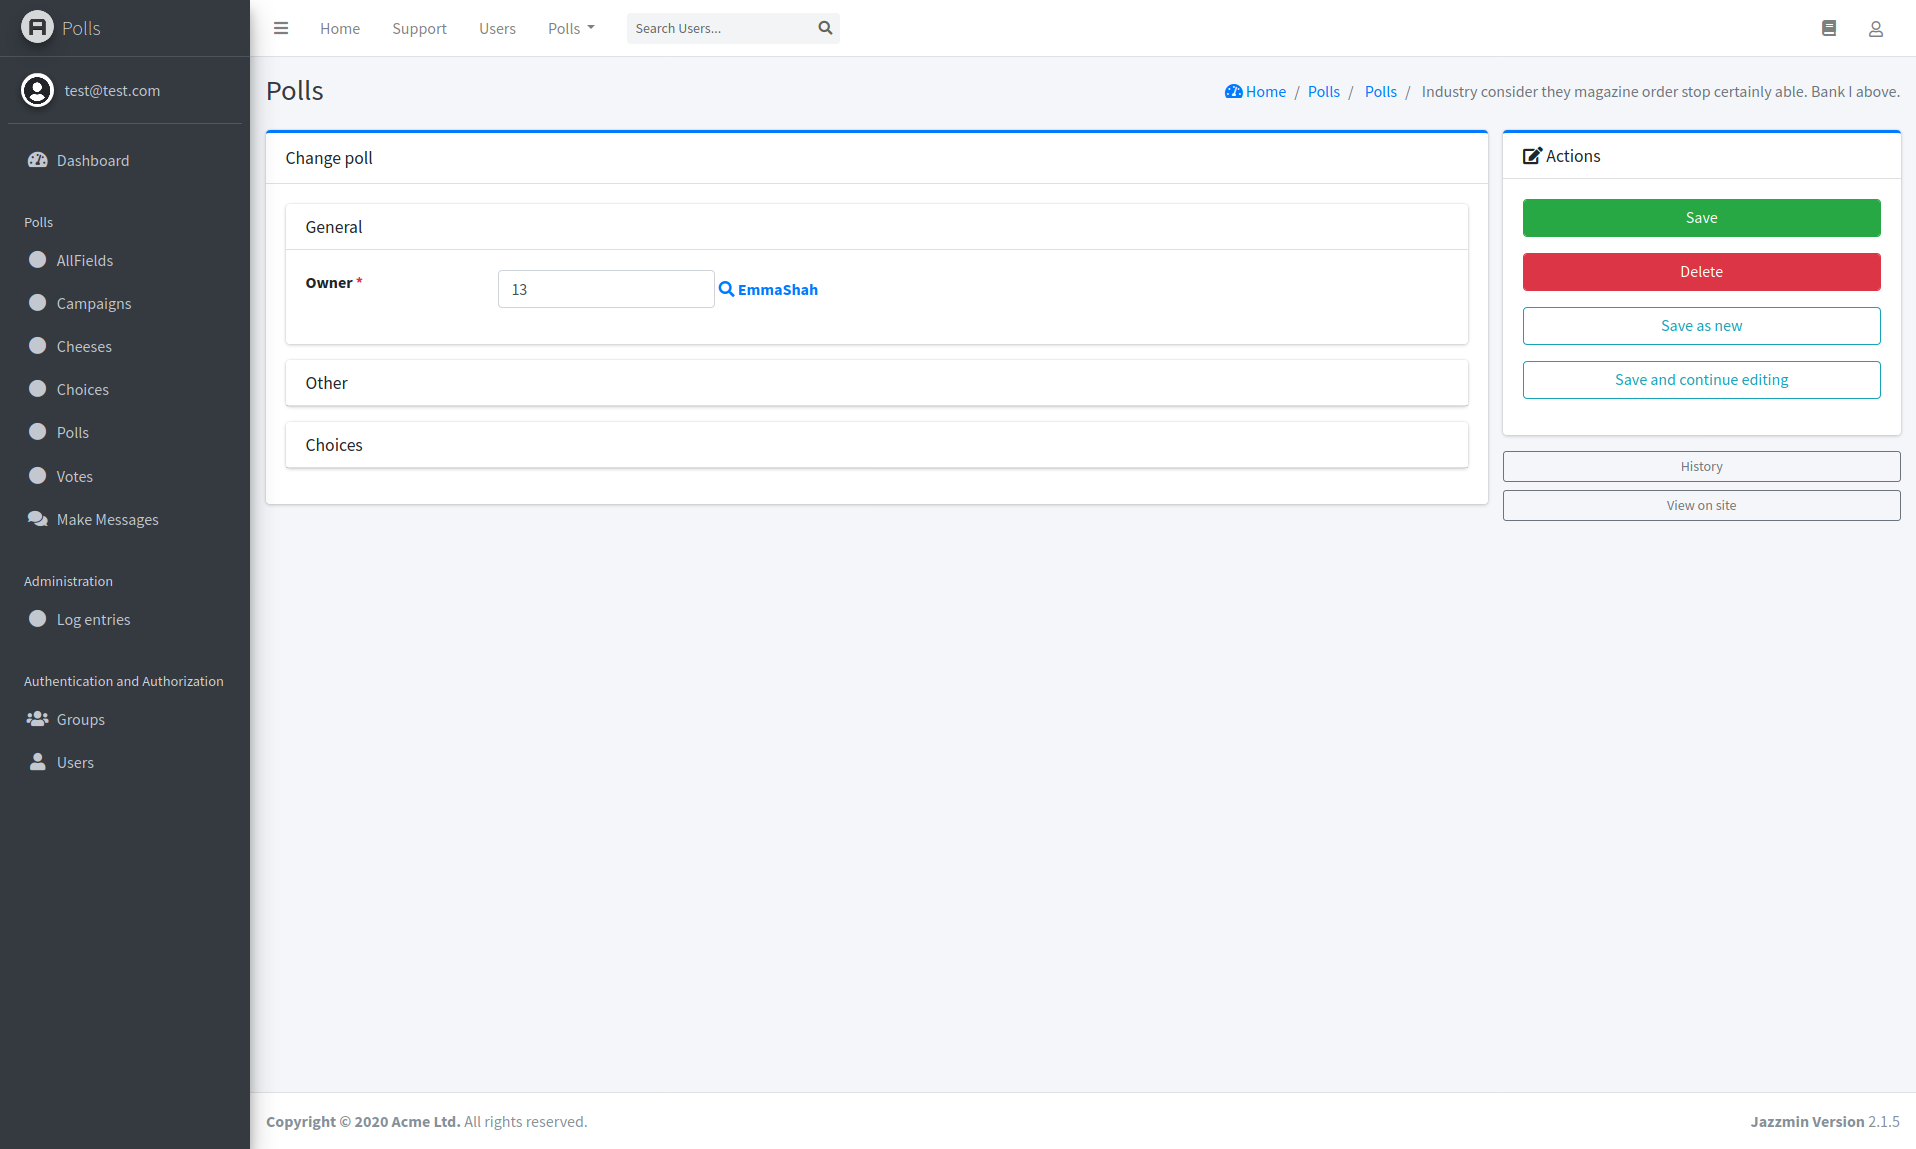 Polls
test@test.com
Dashboard
Polls
AllFields
Campaigns
Cheeses
Choices
Polls
Votes
Make Messages
Administration
Log entries
Authentication and Authorization
Groups
Users
Home Support Users Polls Search Users...
Polls
Home / Polls / Polls / Industry consider they magazine order stop certainly able. Bank I above.
Change poll
General
Owner * 13 EmmaShah
Other
Choices
Actions
Save
Delete
Save as new
Save and continue editing
History
View on site
Copyright © 2020 Acme Ltd. All rights reserved.
Jazzmin Version 2.1.5